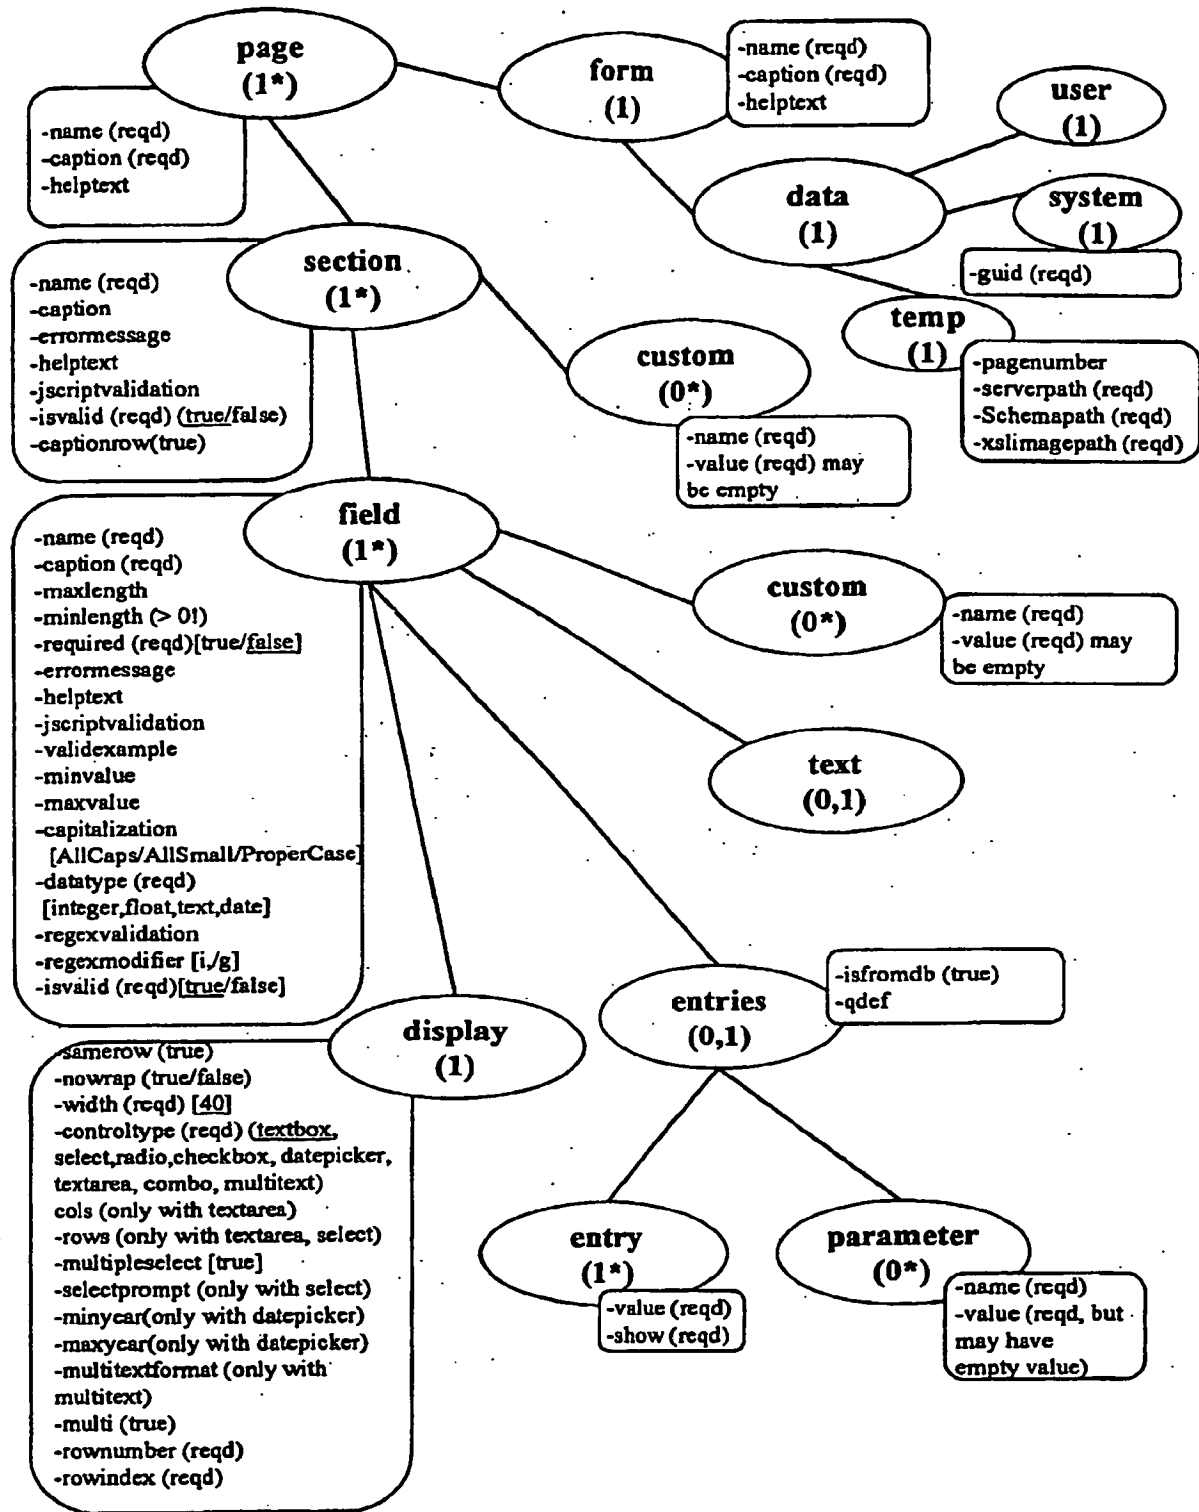 page
(1*)
-name (reqd)
-caption (reqd)
-helptext
form
(1)
-name (reqd)
-caption (reqd)
-helptext
user
(1)
data
(1)
system
(1)
-guid (reqd)
temp
(1)
-pagenumber
-serverpath (reqd)
-Schemapath (reqd)
-xslimagepath (reqd)
section
(1*)
-name (reqd)
-caption
-errormessage
-helptext
-jscriptvalidation
-isvalid (reqd) (true/false)
-captionrow(true)
custom
(0*)
-name (reqd)
-value (reqd) may
be empty
field
(1*)
-name (reqd)
-caption (reqd)
-maxlength
-minlength (> 0!)
-required (reqd)[true/false]
-errormessage
-helptext
-jscriptvalidation
-validexample
-minvalue
-maxvalue
-capitalization
[AllCaps/AllSmall/ProperCase]
-datatype (reqd)
[integer,float,text,date]
-regexvalidation
-regexmodifier [i,/g]
-isvalid (reqd)[true/false]
custom
(0*)
-name (reqd)
-value (reqd) may
be empty
text
(0,1)
entries
(0,1)
-isfromdb (true)
-qdef
display
(1)
-samerow (true)
-nowrap (true/false)
-width (reqd) [40]
-controltype (reqd) (textbox,
select,radio,checkbox, datepicker,
textarea, combo, multitext)
cols (only with textarea)
-rows (only with textarea, select)
-multipleselect [true]
-selectprompt (only with select)
-minyear(only with datepicker)
-maxyear(only with datepicker)
-multitextformat (only with
multitext)
-multi (true)
-rownumber (reqd)
-rowindex (reqd)
entry
(1*)
-value (reqd)
-show (reqd)
parameter
(0*)
-name (reqd)
-value (reqd, but
may have
empty value)